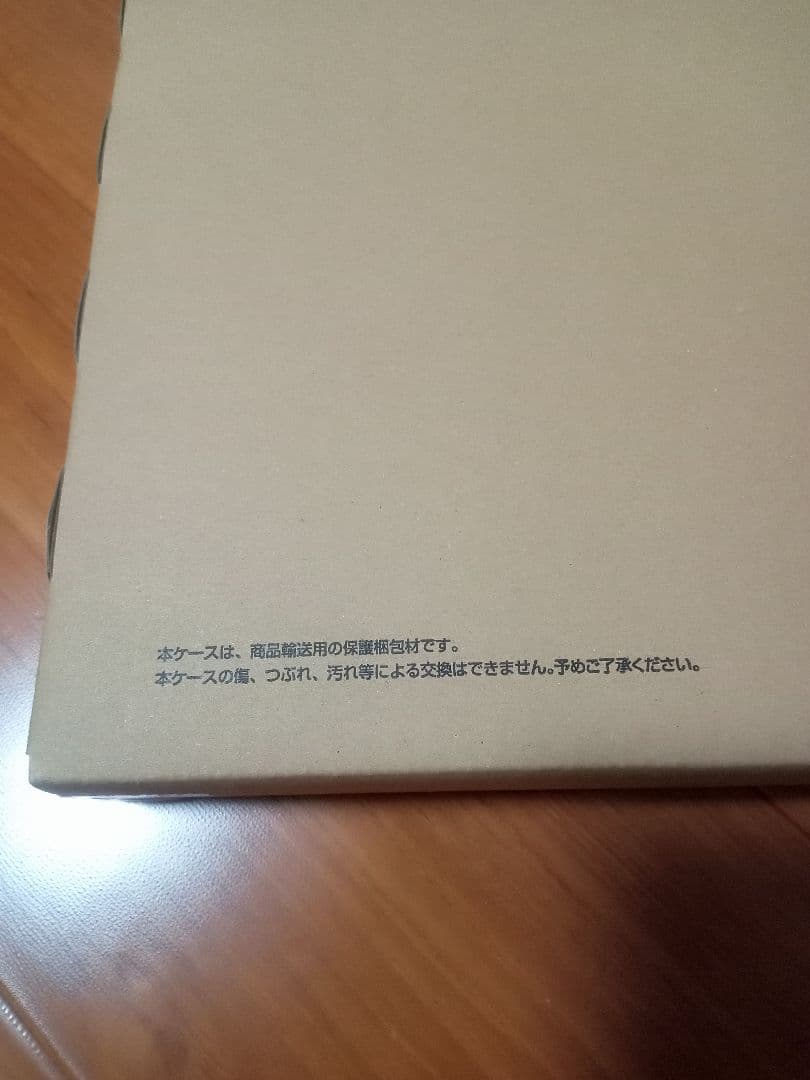 本ケースは、商品輸送用の保護梱包材です。
本ケースの傷、つぶれ、汚れ等による交換はできません。予めご了承ください。